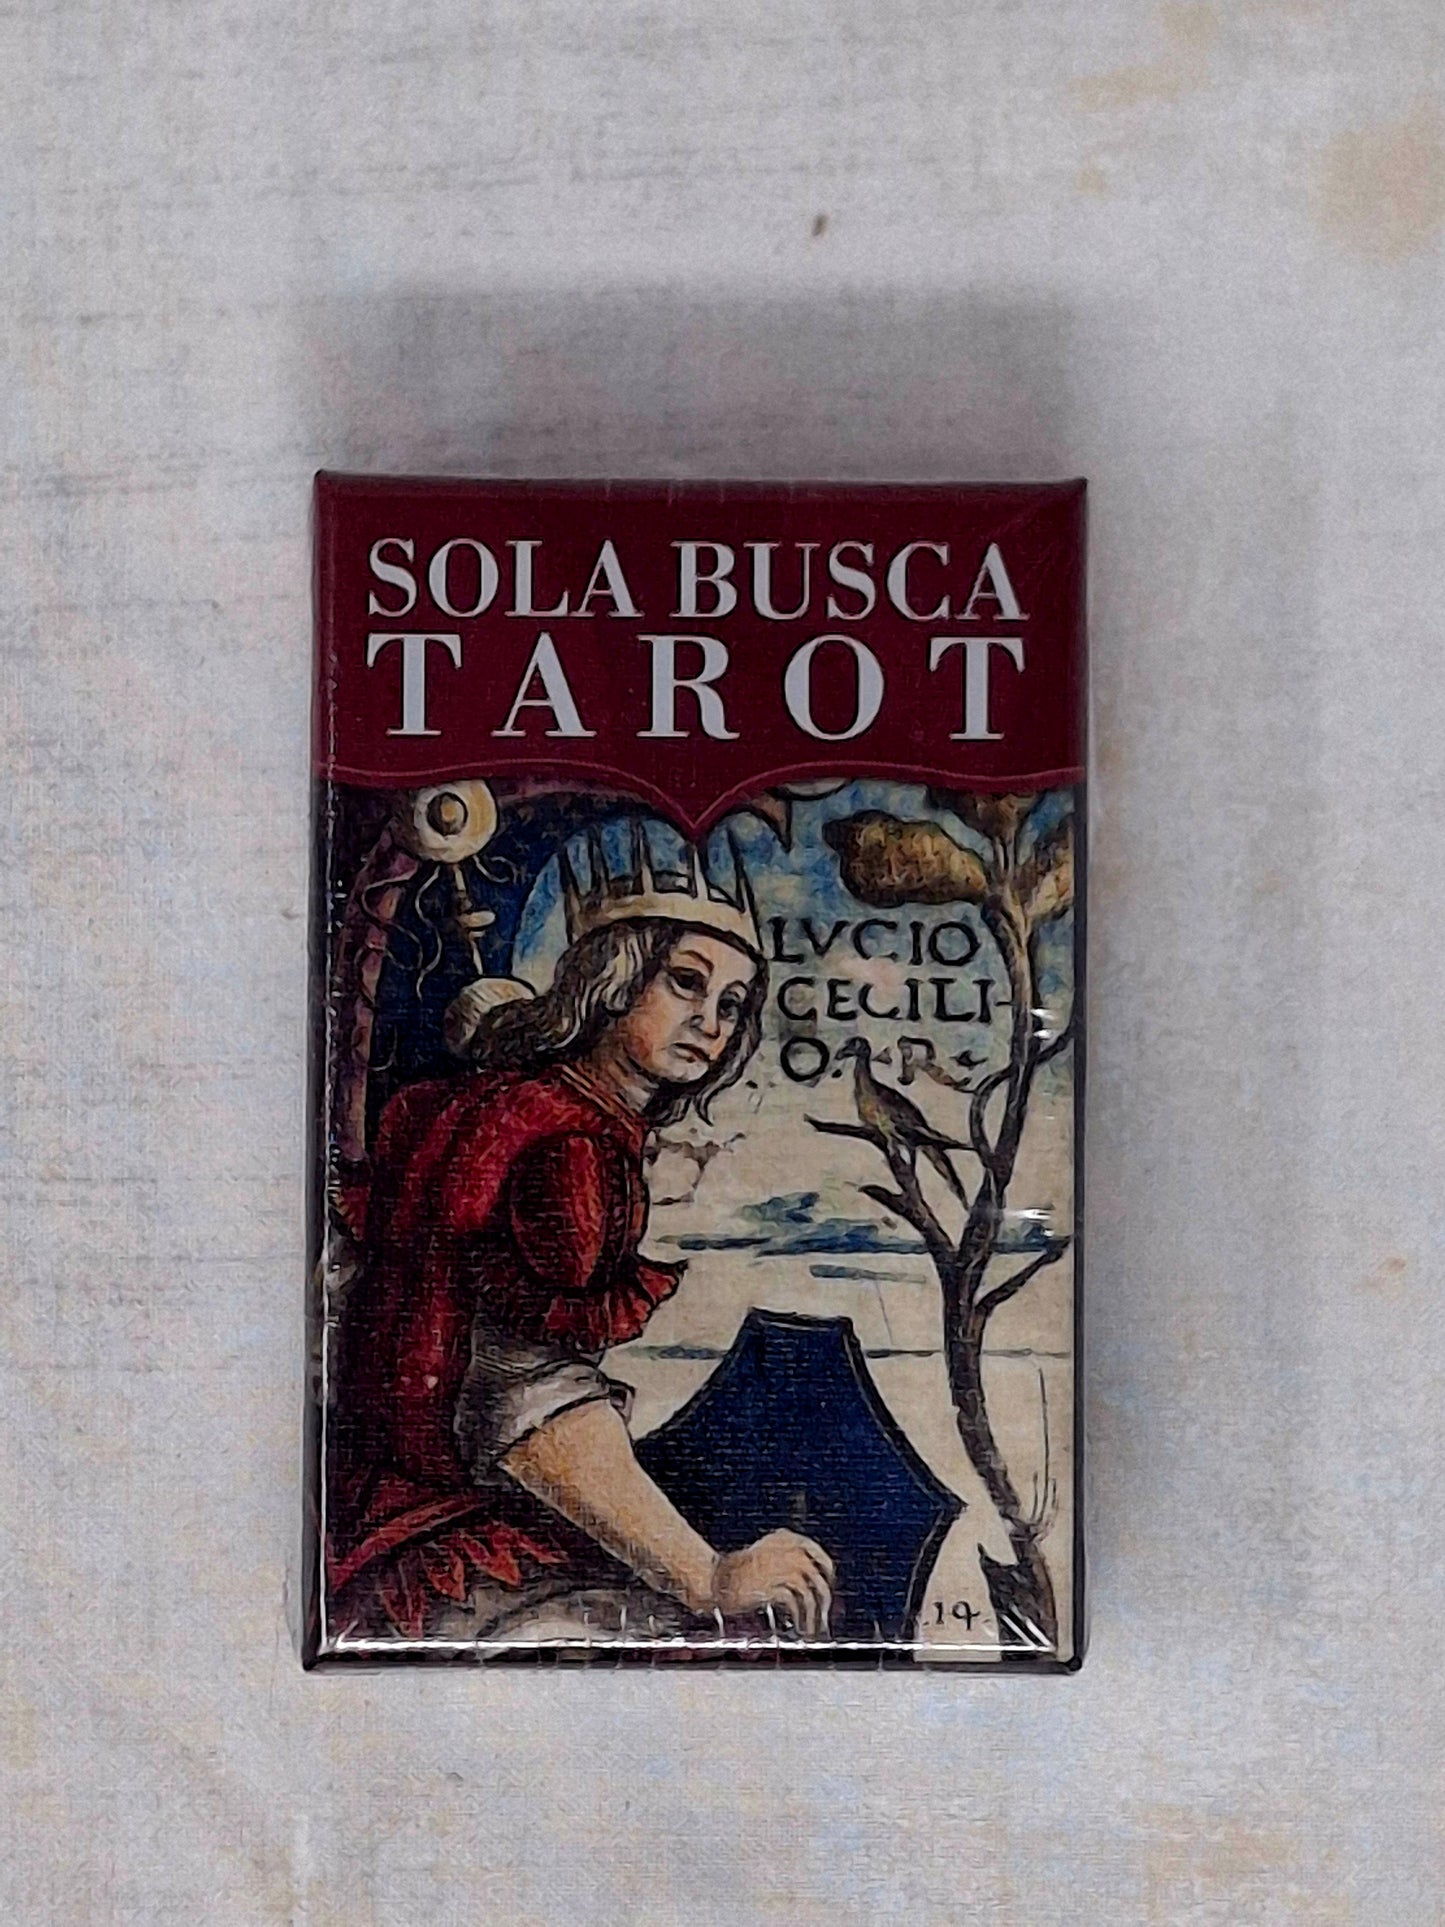 SOLA BUSCA
TAROT
LVCIO
CECILI-
O.A.R.
.14.